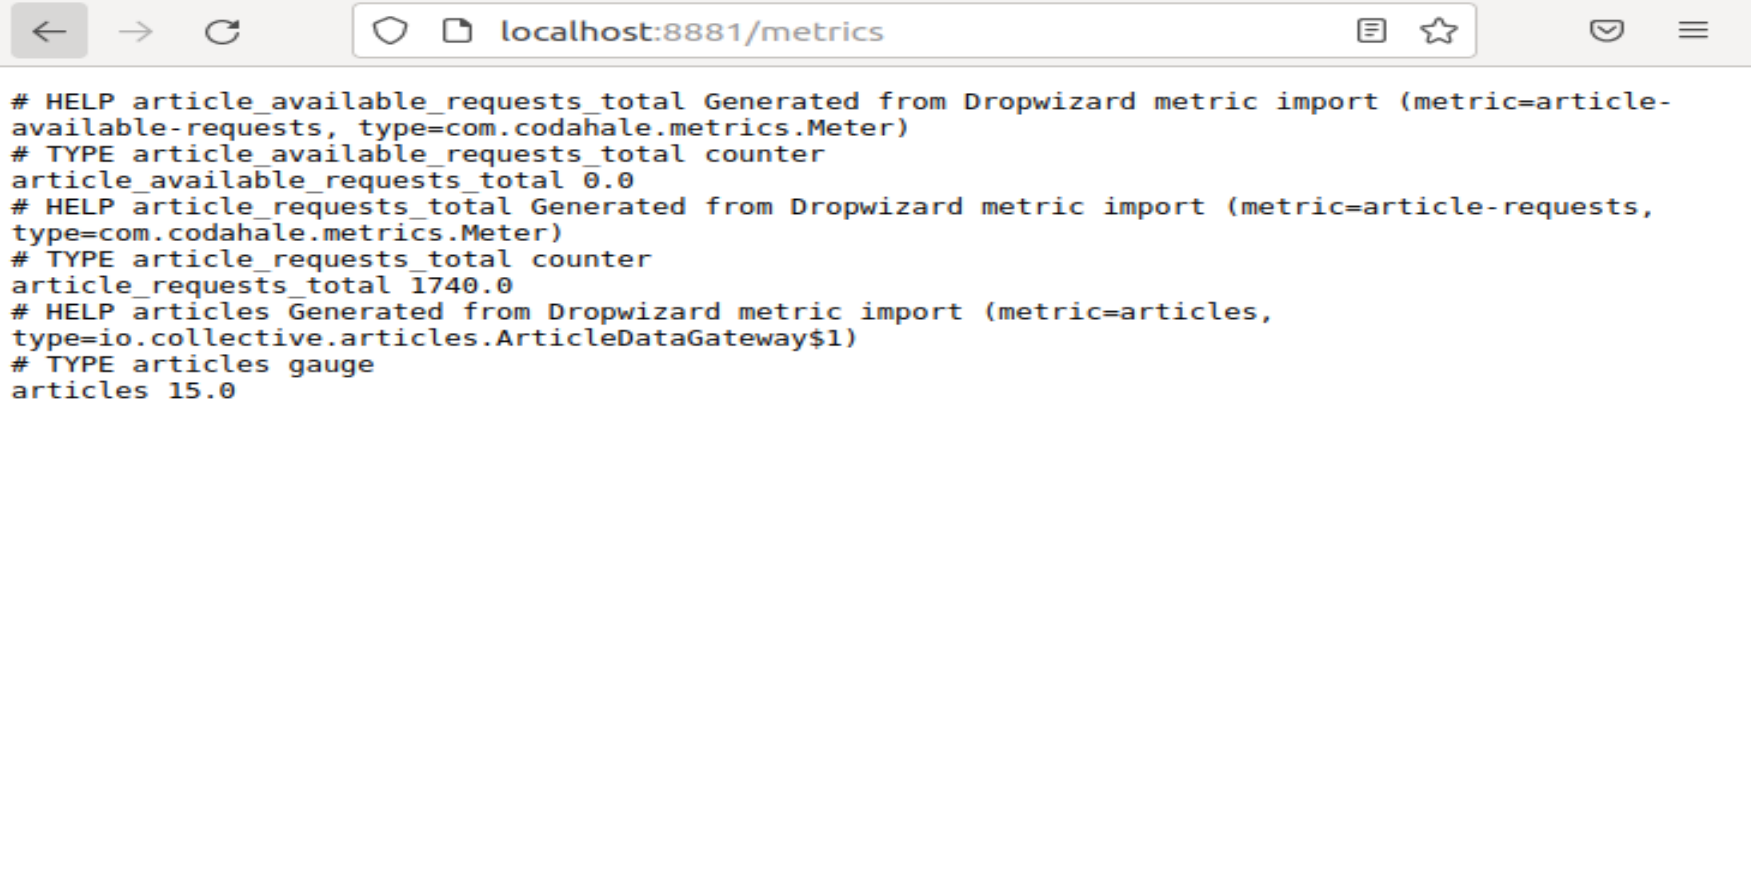 localhost:8881/metrics
# HELP article_available_requests_total Generated from Dropwizard metric import (metric=article-
available-requests, type=com.codahale.metrics.Meter)
# TYPE article_available_requests_total counter
article_available_requests_total 0.0
# HELP article_requests_total Generated from Dropwizard metric import (metric=article-requests,
type=com.codahale.metrics.Meter)
# TYPE article_requests_total counter
article_requests_total 1740.0
# HELP articles Generated from Dropwizard metric import (metric=articles,
type=io.collective.articles.ArticleDataGateway$1)
# TYPE articles gauge
articles 15.0